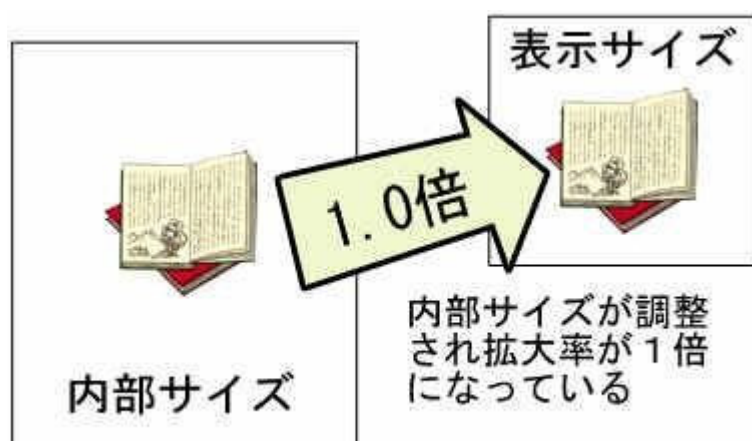 表示サイズ
1.0倍
内部サイズが調整
され拡大率が１倍
になっている
内部サイズ